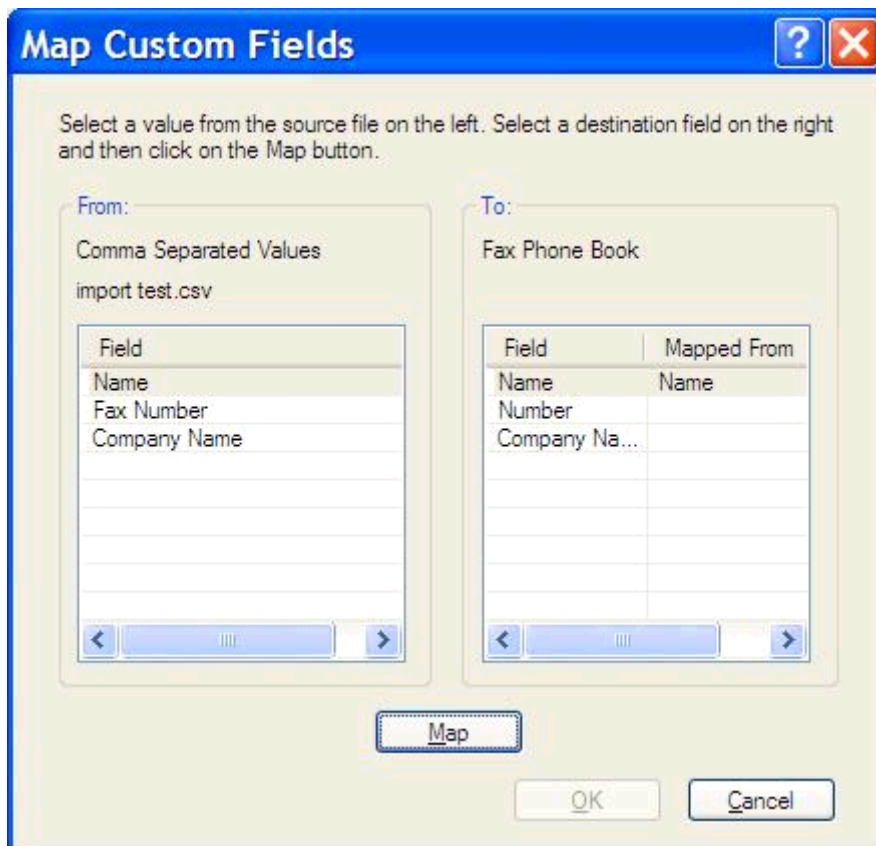 Map Custom Fields
Select a value from the source file on the left. Select a destination field on the right
and then click on the Map button.
From:
Comma Separated Values
import test.csv
Field
Name
Fax Number
Company Name
To:
Fax Phone Book
Field Mapped From
Name Name
Number
Company Na...
Map
OK Cancel